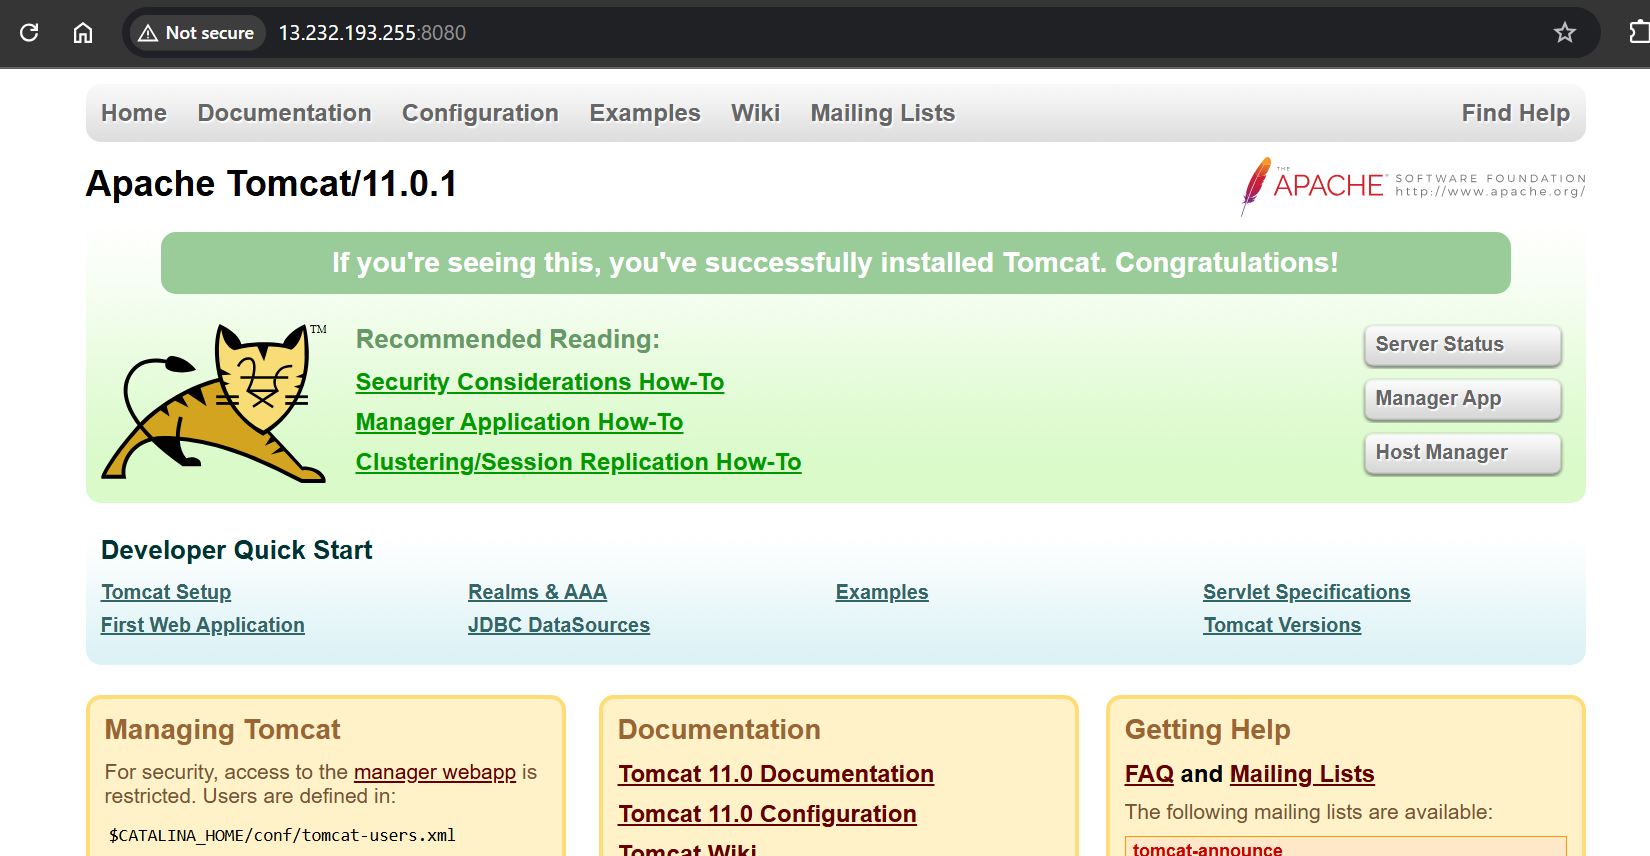 Not secure 13.232.193.255:8080
Home Documentation Configuration Examples Wiki Mailing Lists Find Help
Apache Tomcat/11.0.1
THE APACHE® SOFTWARE FOUNDATION
http://www.apache.org/
If you're seeing this, you've successfully installed Tomcat. Congratulations!
TM
Recommended Reading:
Security Considerations How-To
Manager Application How-To
Clustering/Session Replication How-To
Server Status
Manager App
Host Manager
Developer Quick Start
Tomcat Setup
First Web Application
Realms & AAA
JDBC DataSources
Examples
Servlet Specifications
Tomcat Versions
Managing Tomcat
For security, access to the manager webapp is
restricted. Users are defined in:
$CATALINA_HOME/conf/tomcat-users.xml
Documentation
Tomcat 11.0 Documentation
Tomcat 11.0 Configuration
Tomcat Wiki
Getting Help
FAQ and Mailing Lists
The following mailing lists are available:
tomcat-announce